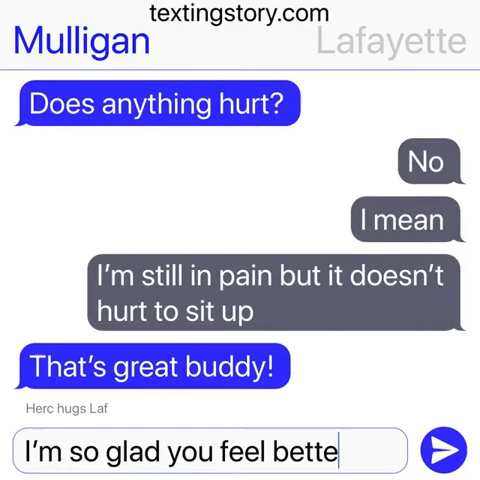 textingstory.com
Mulligan Lafayette
Does anything hurt?
No
I mean
I'm still in pain but it doesn't
hurt to sit up
That's great buddy!
Herc hugs Laf
I'm so glad you feel bette